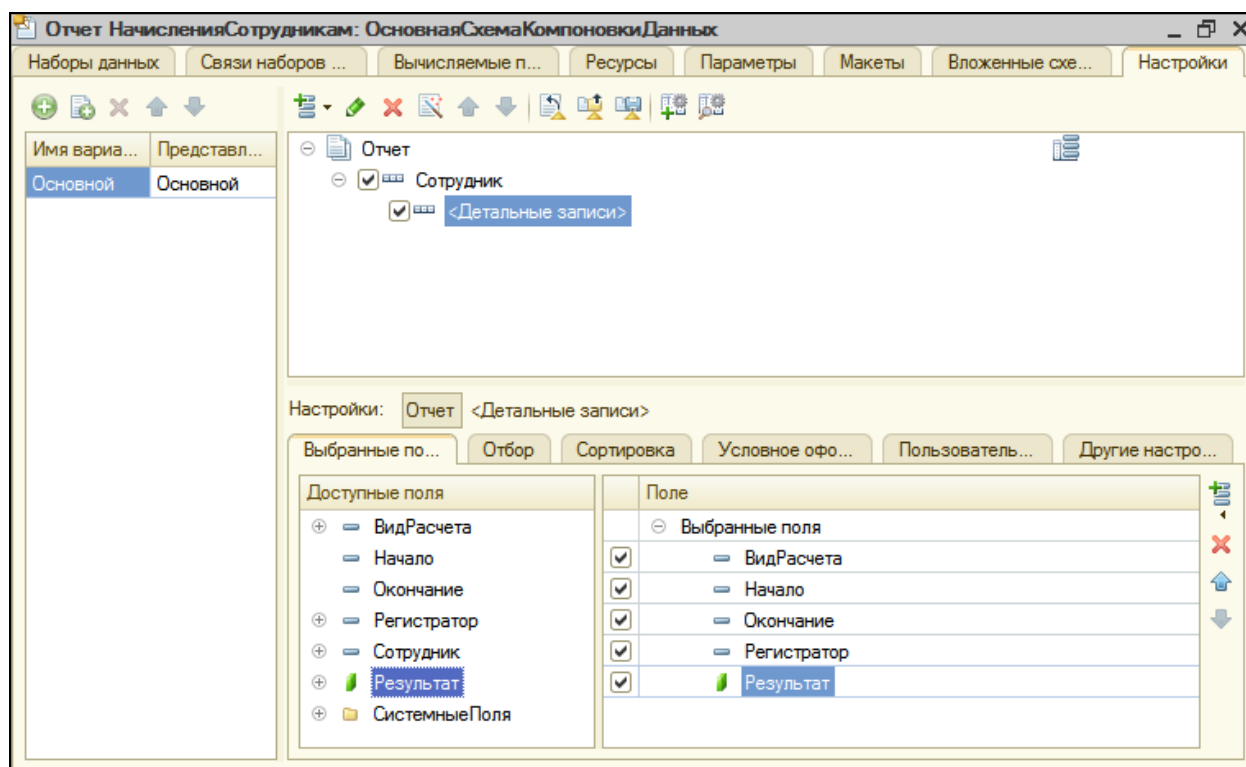 Отчет НачисленияСотрудникам: ОсновнаяСхемаКомпоновкиДанных
Наборы данных Связи наборов ... Вычисляемые п... Ресурсы Параметры Макеты Вложенные схе... Настройки
Имя вариа... Представл...
Основной Основной
Отчет
Сотрудник
<Детальные записи>
Настройки: Отчет <Детальные записи>
Выбранные по... Отбор Сортировка Условное офо... Пользователь... Другие настро...
Доступные поля
ВидРасчета
Начало
Окончание
Регистратор
Сотрудник
Результат
СистемныеПоля
Поле
Выбранные поля
ВидРасчета
Начало
Окончание
Регистратор
Результат